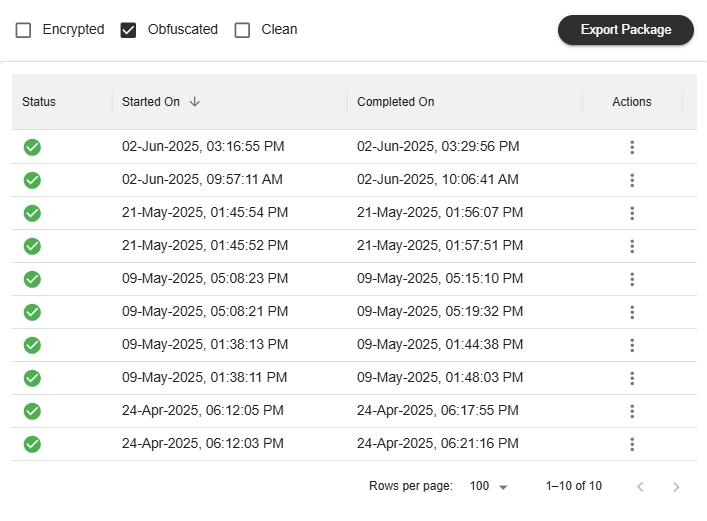 Encrypted Obfuscated Clean Export Package
Status Started On Completed On Actions
02-Jun-2025, 03:16:55 PM 02-Jun-2025, 03:29:56 PM
02-Jun-2025, 09:57:11 AM 02-Jun-2025, 10:06:41 AM
21-May-2025, 01:45:54 PM 21-May-2025, 01:56:07 PM
21-May-2025, 01:45:52 PM 21-May-2025, 01:57:51 PM
09-May-2025, 05:08:23 PM 09-May-2025, 05:15:10 PM
09-May-2025, 05:08:21 PM 09-May-2025, 05:19:32 PM
09-May-2025, 01:38:13 PM 09-May-2025, 01:44:38 PM
09-May-2025, 01:38:11 PM 09-May-2025, 01:48:03 PM
24-Apr-2025, 06:12:05 PM 24-Apr-2025, 06:17:55 PM
24-Apr-2025, 06:12:03 PM 24-Apr-2025, 06:21:16 PM
Rows per page: 100 1–10 of 10